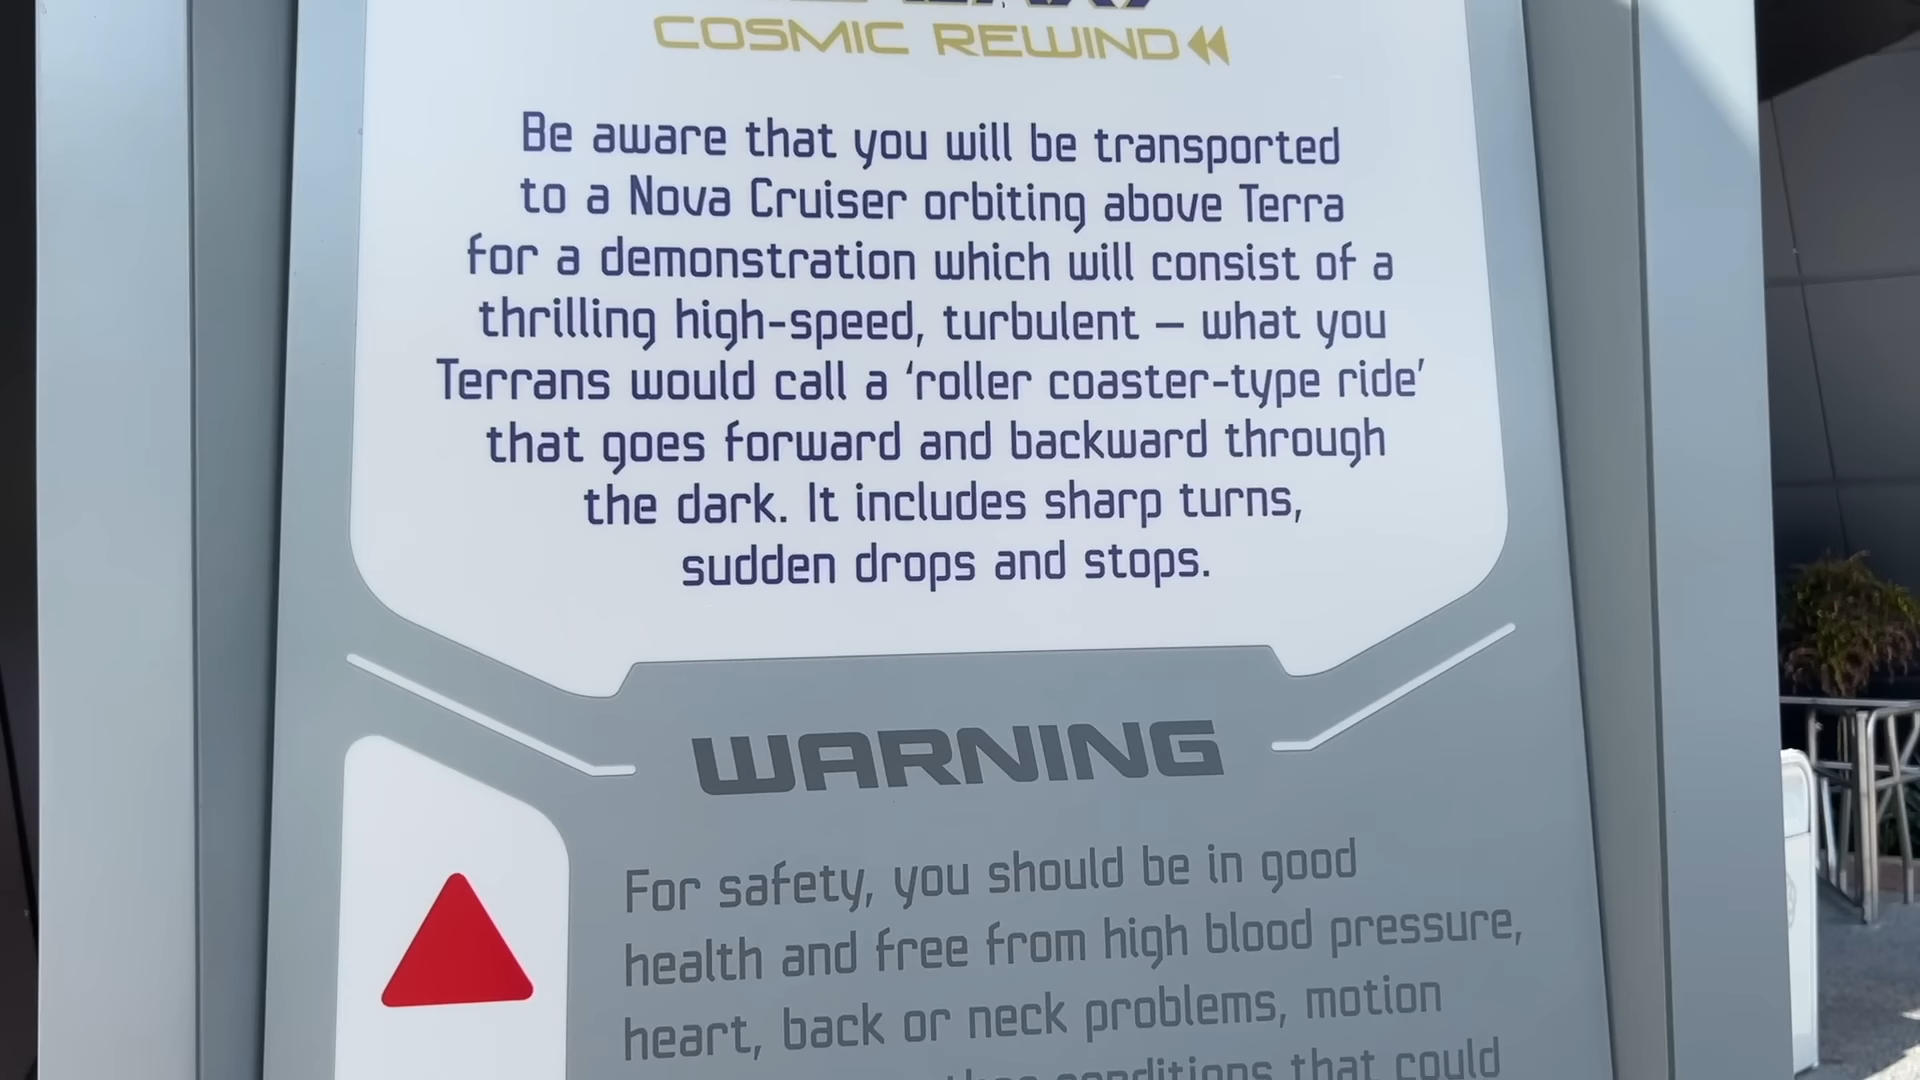 COSMIC REWIND
Be aware that you will be transported
to a Nova Cruiser orbiting above Terra
for a demonstration which will consist of a
thrilling high-speed, turbulent – what you
Terrans would call a ‘roller coaster-type ride’
that goes forward and backward through
the dark. It includes sharp turns,
sudden drops and stops.
WARNING
For safety, you should be in good
health and free from high blood pressure,
heart, back or neck problems, motion
conditions that could